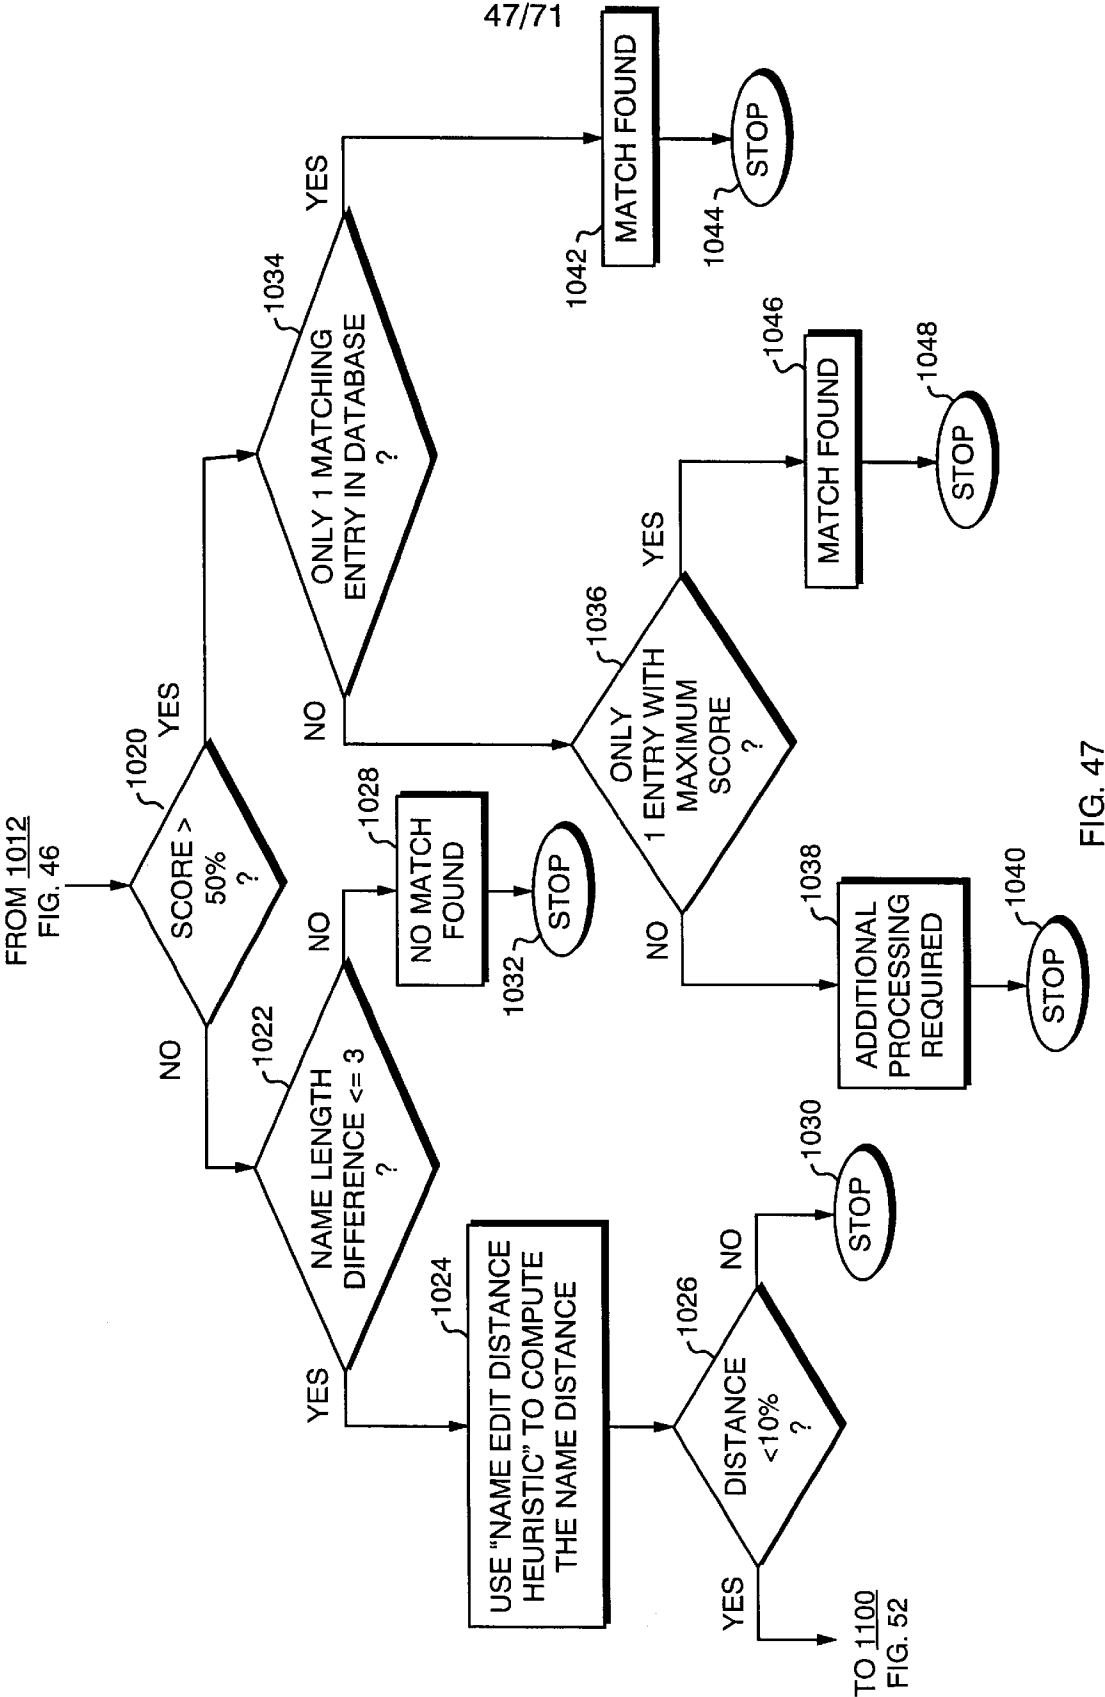 47/71
FROM 1012
FIG. 46
1020
SCORE >
50%
?
YES
NO
1034
ONLY 1 MATCHING
ENTRY IN DATABASE
?
YES
NO
1042
MATCH FOUND
1044
STOP
1022
NAME LENGTH
DIFFERENCE <= 3
?
NO
YES
1028
NO MATCH
FOUND
1032
STOP
1036
ONLY
1 ENTRY WITH
MAXIMUM
SCORE
?
YES
NO
1046
MATCH FOUND
1048
STOP
1038
ADDITIONAL
PROCESSING
REQUIRED
1040
STOP
1024
USE "NAME EDIT DISTANCE
HEURISTIC" TO COMPUTE
THE NAME DISTANCE
1026
DISTANCE
<10%
?
NO
YES
1030
STOP
TO 1100
FIG. 52
FIG. 47